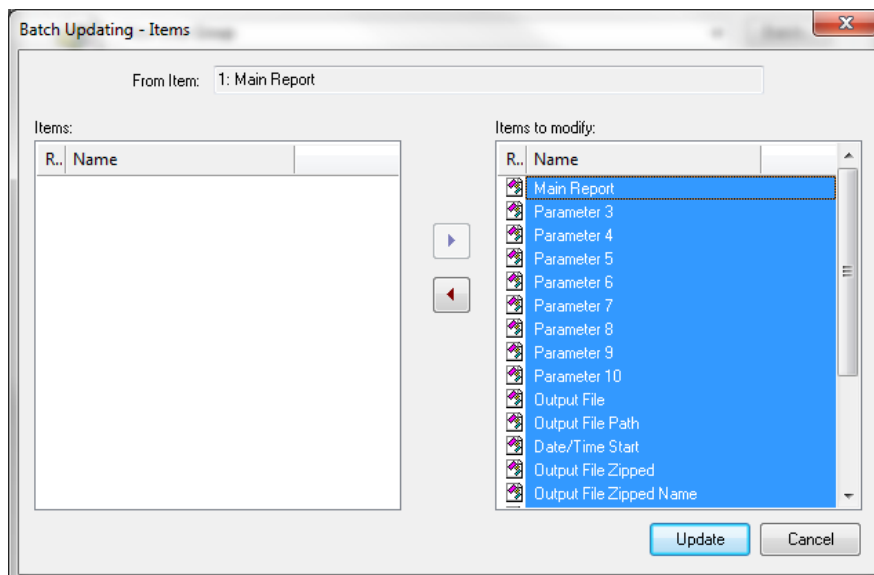 Batch Updating - Items
From Item: 1: Main Report
Items:
R.. Name
Items to modify:
R.. Name
Main Report
Parameter 3
Parameter 4
Parameter 5
Parameter 6
Parameter 7
Parameter 8
Parameter 9
Parameter 10
Output File
Output File Path
Date/Time Start
Output File Zipped
Output File Zipped Name
Update
Cancel